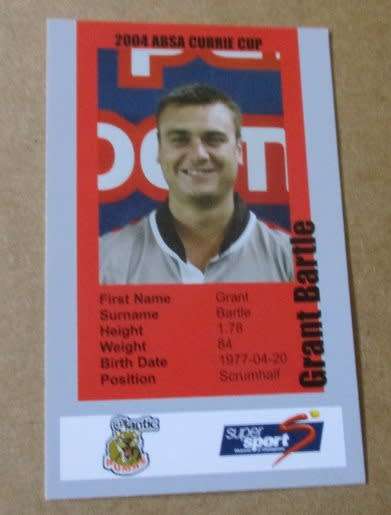 2004 ABSA CURRIE CUP
First Name Grant
Surname Bartle
Height 1.78
Weight 84
Birth Date 1977-04-20
Position Scrumhalf
Grant Bartle
PUMAS
super
sport S